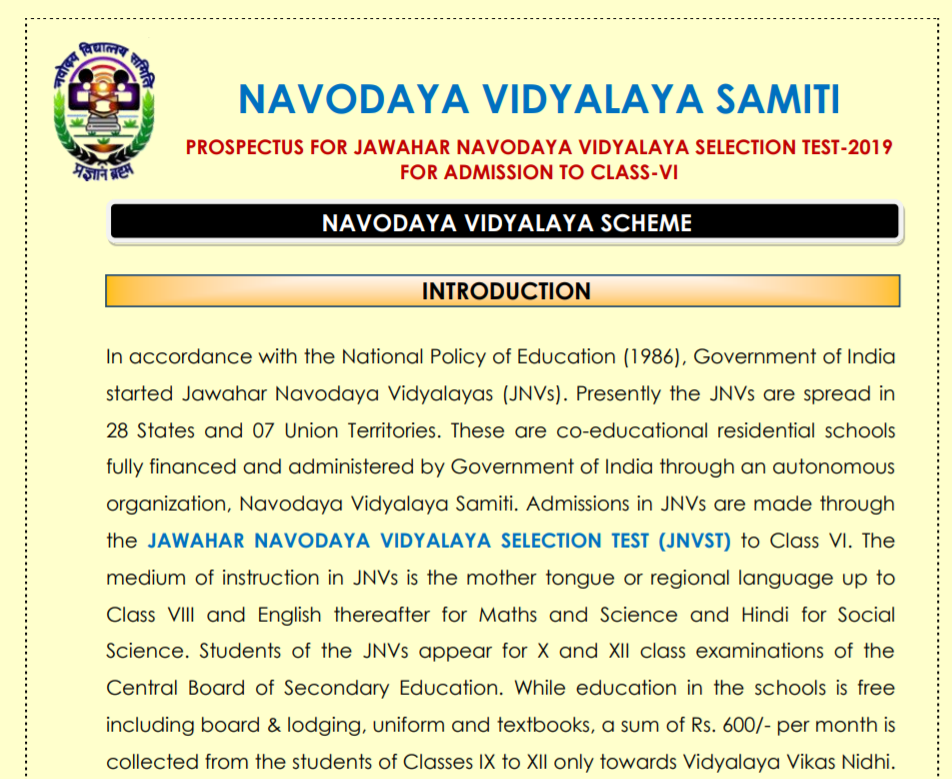 नवोदय विद्यालय समिति
प्रज्ञानं ब्रह्म
NAVODAYA VIDYALAYA SAMITI
PROSPECTUS FOR JAWAHAR NAVODAYA VIDYALAYA SELECTION TEST-2019
FOR ADMISSION TO CLASS-VI
NAVODAYA VIDYALAYA SCHEME
INTRODUCTION
In accordance with the National Policy of Education (1986), Government of India
started Jawahar Navodaya Vidyalayas (JNVs). Presently the JNVs are spread in
28 States and 07 Union Territories. These are co-educational residential schools
fully financed and administered by Government of India through an autonomous
organization, Navodaya Vidyalaya Samiti. Admissions in JNVs are made through
the JAWAHAR NAVODAYA VIDYALAYA SELECTION TEST (JNVST) to Class VI. The
medium of instruction in JNVs is the mother tongue or regional language up to
Class VIII and English thereafter for Maths and Science and Hindi for Social
Science. Students of the JNVs appear for X and XII class examinations of the
Central Board of Secondary Education. While education in the schools is free
including board & lodging, uniform and textbooks, a sum of Rs. 600/- per month is
collected from the students of Classes IX to XII only towards Vidyalaya Vikas Nidhi.